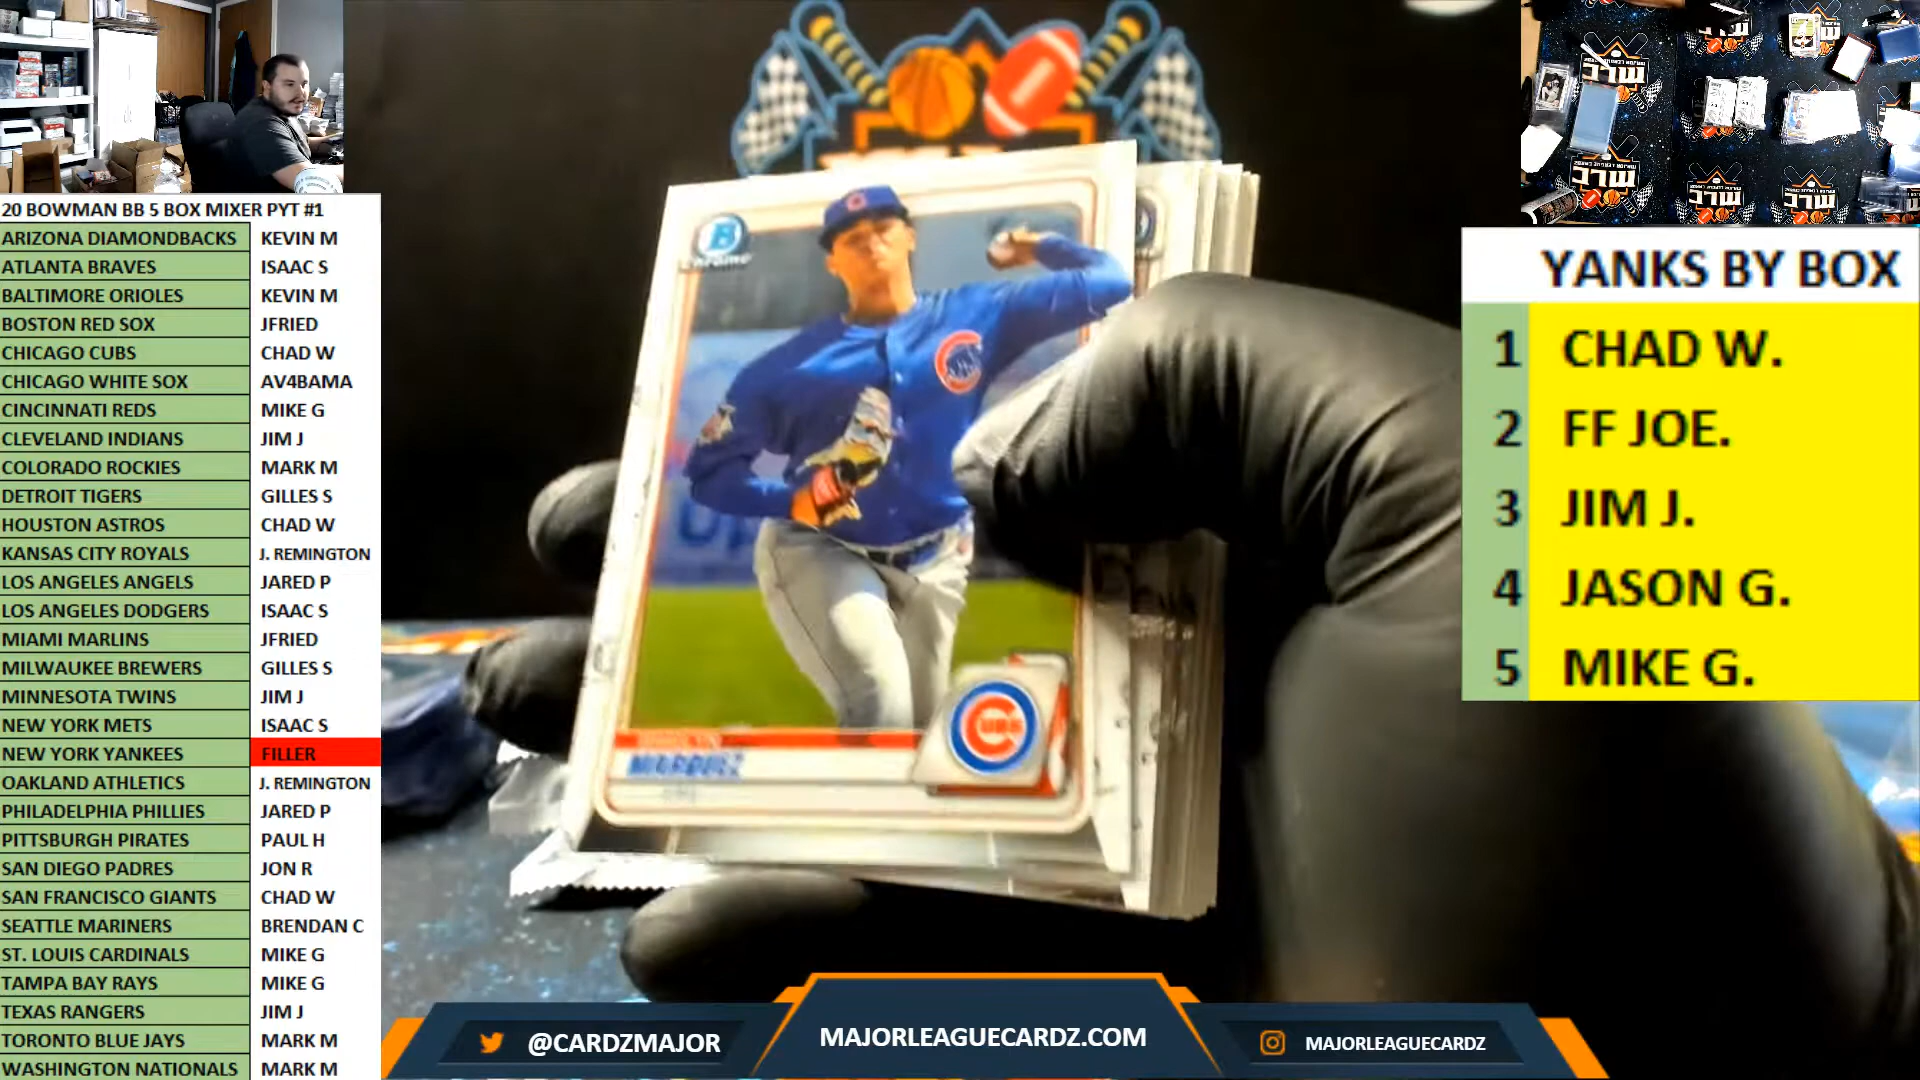 20 BOWMAN BB 5 BOX MIXER PYT #1
ARIZONA DIAMONDBACKS KEVIN M
ATLANTA BRAVES ISAAC S
BALTIMORE ORIOLES KEVIN M
BOSTON RED SOX JFRIED
CHICAGO CUBS CHAD W
CHICAGO WHITE SOX AV4BAMA
CINCINNATI REDS MIKE G
CLEVELAND INDIANS JIM J
COLORADO ROCKIES MARK M
DETROIT TIGERS GILLES S
HOUSTON ASTROS CHAD W
KANSAS CITY ROYALS J. REMINGTON
LOS ANGELES ANGELS JARED P
LOS ANGELES DODGERS ISAAC S
MIAMI MARLINS JFRIED
MILWAUKEE BREWERS GILLES S
MINNESOTA TWINS JIM J
NEW YORK METS ISAAC S
NEW YORK YANKEES FILLER
OAKLAND ATHLETICS J. REMINGTON
PHILADELPHIA PHILLIES JARED P
PITTSBURGH PIRATES PAUL H
SAN DIEGO PADRES JON R
SAN FRANCISCO GIANTS CHAD W
SEATTLE MARINERS BRENDAN C
ST. LOUIS CARDINALS MIKE G
TAMPA BAY RAYS MIKE G
TEXAS RANGERS JIM J
TORONTO BLUE JAYS MARK M
WASHINGTON NATIONALS MARK M
B
Chrome
MARQUEZ
YANKS BY BOX
1 CHAD W.
2 FF JOE.
3 JIM J.
4 JASON G.
5 MIKE G.
@CARDZMAJOR
MAJORLEAGUECARDZ.COM
MAJORLEAGUECARDZ